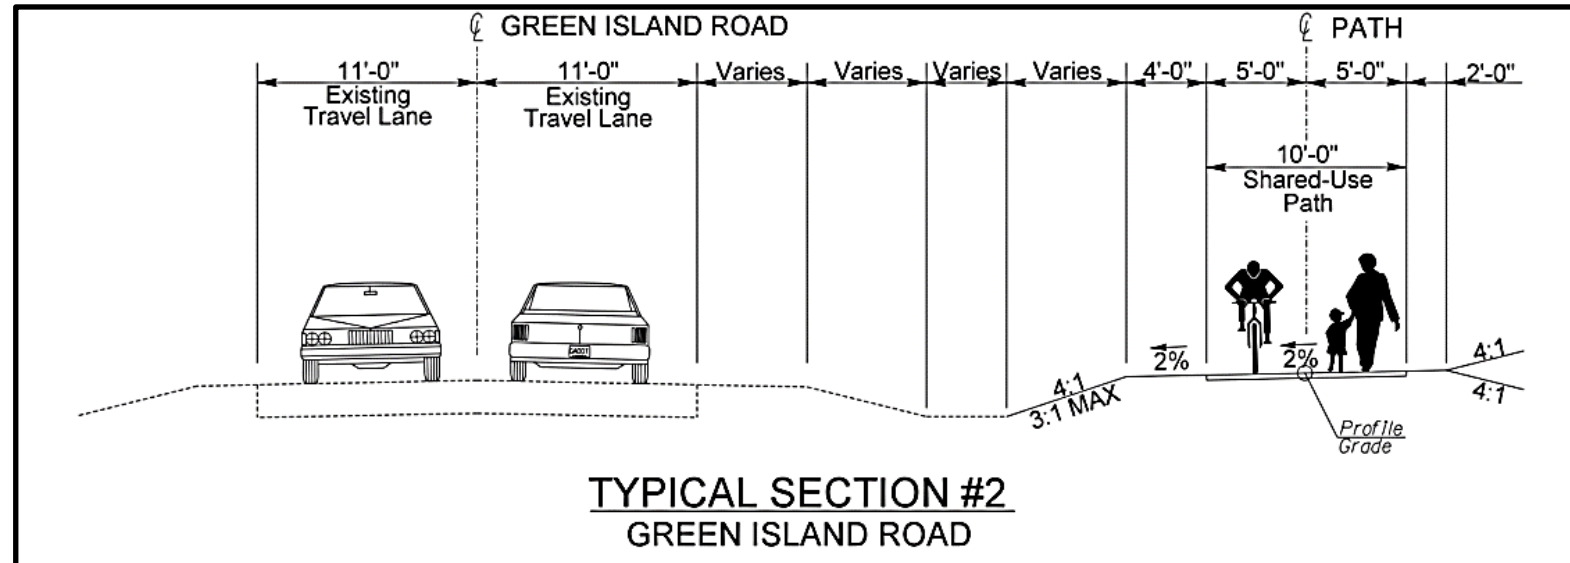 ℄ GREEN ISLAND ROAD
℄ PATH
11'-0"
Existing
Travel Lane
11'-0"
Existing
Travel Lane
Varies
Varies
Varies
Varies
4'-0"
5'-0"
5'-0"
2'-0"
10'-0"
Shared-Use
Path
2%
2%
4:1
3:1 MAX
4:1
4:1
Profile
Grade
TYPICAL SECTION #2
GREEN ISLAND ROAD